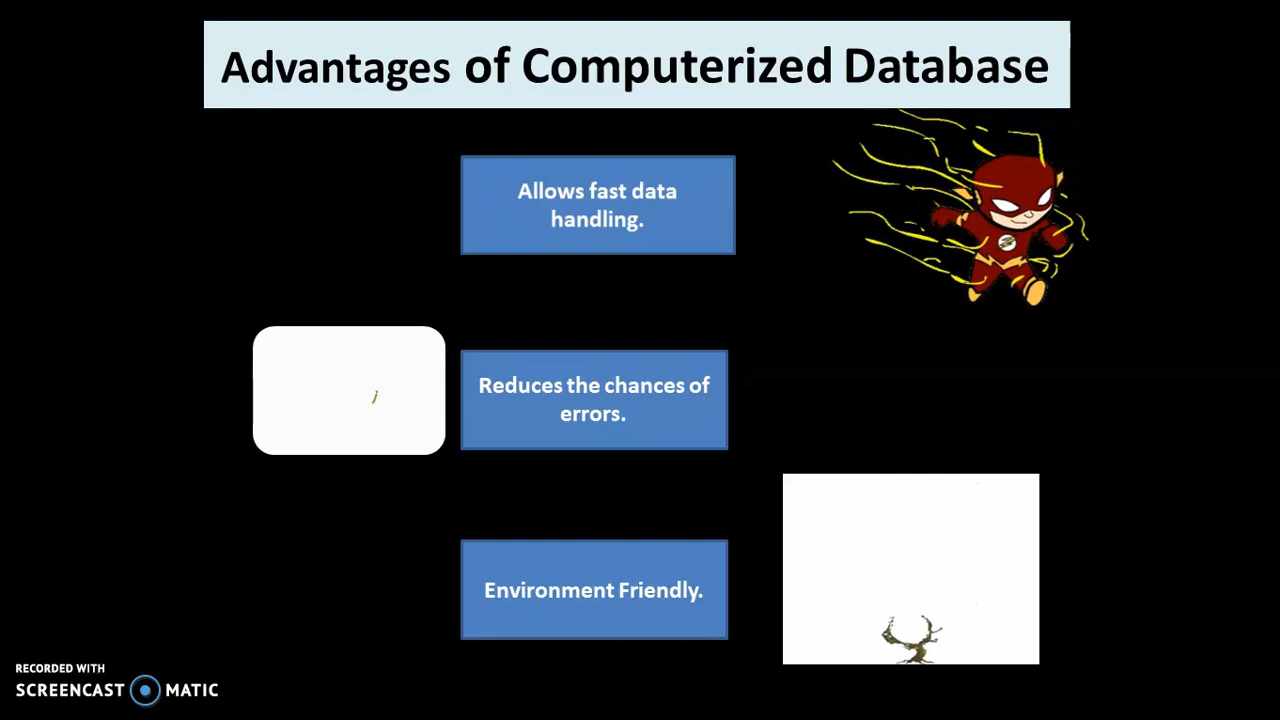 Advantages of Computerized Database
Allows fast data
handling.
Reduces the chances of
errors.
Environment Friendly.
RECORDED WITH
SCREENCAST MATIC